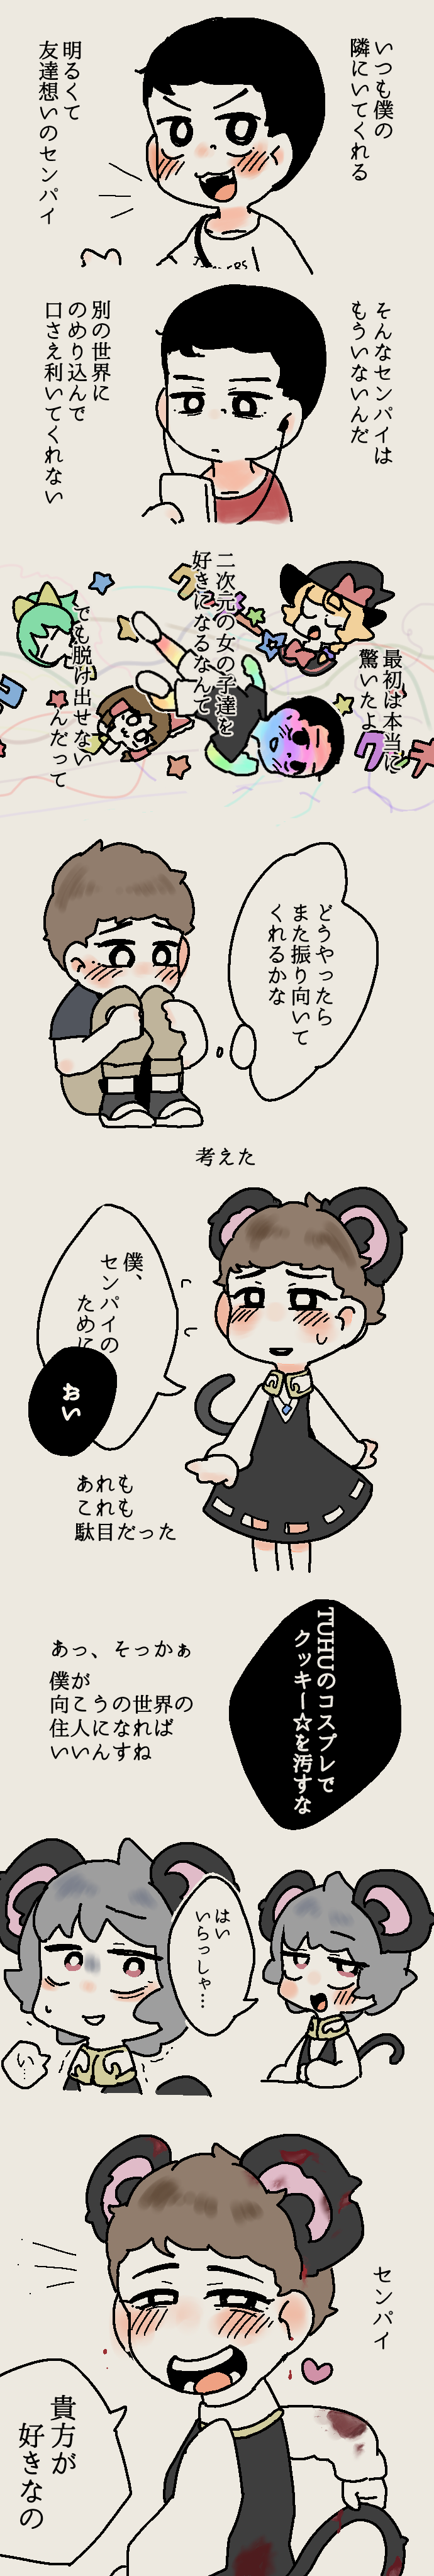 いつも僕の
隣にいてくれる
明るくて
友達想いのセンパイ
そんなセンパイは
もういないんだ
別の世界に
のめり込んで
口さえ利いてくれない
最初は本当に
驚いたよ
二次元の女の子達を
好きになるなんて
でも脱け出せない
んだって
どうやったら
また振り向いて
くれるかな
考えた
僕、
センパイの
ために
おい
あれも
これも
駄目だった
TUHUのコスプレで
クッキー☆を汚すな
あっ、そっかぁ
僕が
向こうの世界の
住人になれば
いいんすね
はい
いらっしゃ…
い…
センパイ
貴方が
好きなの